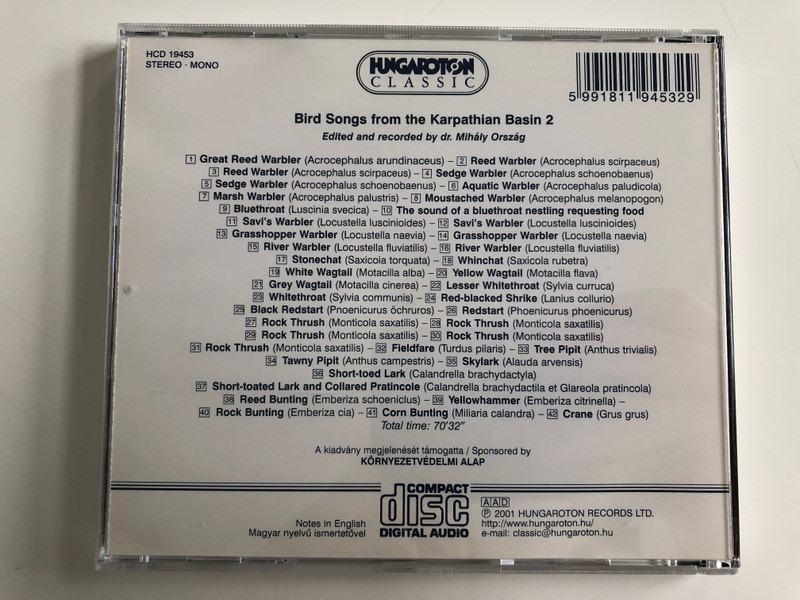 HCD 19453
STEREO · MONO
HUNGAROTON
CLASSIC
5 991811 945329
Bird Songs from the Karpathian Basin 2
Edited and recorded by dr. Mihály Ország
1 Great Reed Warbler (Acrocephalus arundinaceus) – 2 Reed Warbler (Acrocephalus scirpaceus)
3 Reed Warbler (Acrocephalus scirpaceus) – 4 Sedge Warbler (Acrocephalus schoenobaenus)
5 Sedge Warbler (Acrocephalus schoenobaenus) – 6 Aquatic Warbler (Acrocephalus paludicola)
7 Marsh Warbler (Acrocephalus palustris) – 8 Moustached Warbler (Acrocephalus melanopogon)
9 Bluethroat (Luscinia svecica) – 10 The sound of a bluethroat nestling requesting food
11 Savi's Warbler (Locustella luscinioides) – 12 Savi's Warbler (Locustella luscinioides)
13 Grasshopper Warbler (Locustella naevia) – 14 Grasshopper Warbler (Locustella naevia)
15 River Warbler (Locustella fluviatilis) – 16 River Warbler (Locustella fluviatilis)
17 Stonechat (Saxicoia torquata) – 18 Whinchat (Saxicola rubetra)
19 White Wagtail (Motacilla alba) – 20 Yellow Wagtail (Motacilla flava)
21 Grey Wagtail (Motacilla cinerea) – 22 Lesser Whitethroat (Sylvia curruca)
23 Whitethroat (Sylvia communis) – 24 Red-blacked Shrike (Lanius collurio)
25 Black Redstart (Pnoenicurus öchruros) – 26 Redstart (Phoenicurus phoenicurus)
27 Rock Thrush (Monticola saxatilis) – 28 Rock Thrush (Monticola saxatilis)
29 Rock Thrush (Monticola saxatilis) – 30 Rock Thrush (Monticola saxatilis)
31 Rock Thrush (Monticola saxatilis) – 32 Fieldfare (Turdus pilaris) – 33 Tree Pipit (Anthus trivialis)
34 Tawny Pipit (Anthus campestris) – 35 Skylark (Alauda arvensis)
36 Short-toed Lark (Calandrella brachydactyla)
37 Short-toated Lark and Collared Pratincole (Calandrella brachydactila et Glareola pratincola)
38 Reed Bunting (Emberiza schoeniclus) – 39 Yellowhammer (Emberiza citrinella) –
40 Rock Bunting (Emberiza cia) – 41 Corn Bunting (Miliaria calandra) – 42 Crane (Grus grus)
Total time: 70'32"
A kiadvány megjelenését támogatta / Sponsored by
KÖRNYEZETVÉDELMI ALAP
Notes in English
Magyar nyelvű ismertetővel
COMPACT
disc
DIGITAL AUDIO
AAD
℗ 2001 HUNGAROTON RECORDS LTD.
http://www.hungaroton.hu/
e-mail: classic@hungaroton.hu